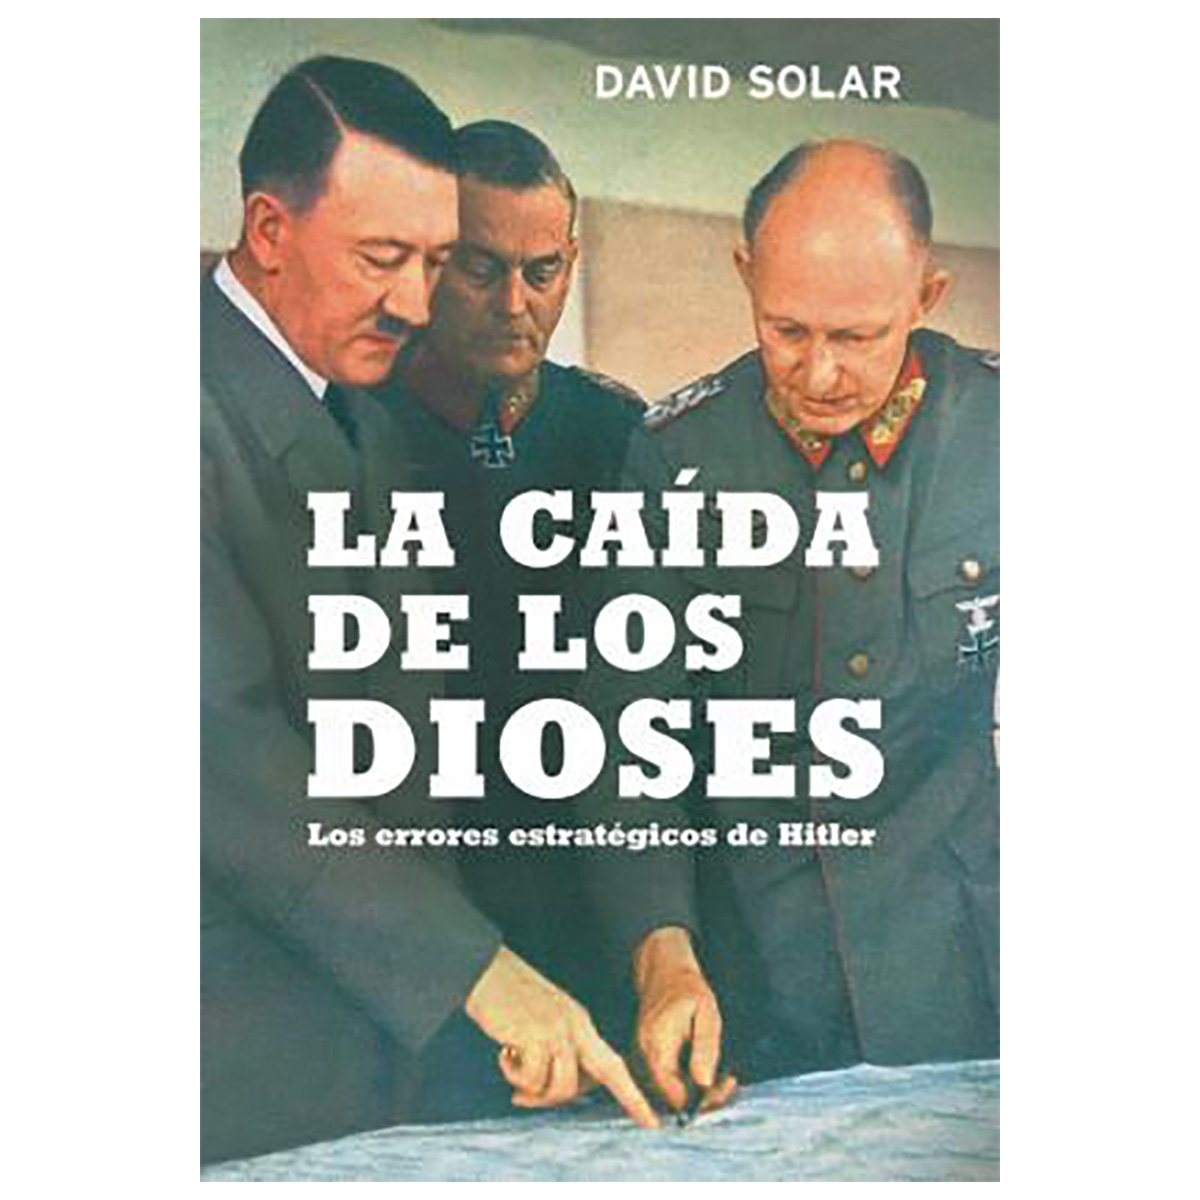 DAVID SOLAR
LA CAÍDA
DE LOS
DIOSES
Los errores estratégicos de Hitler